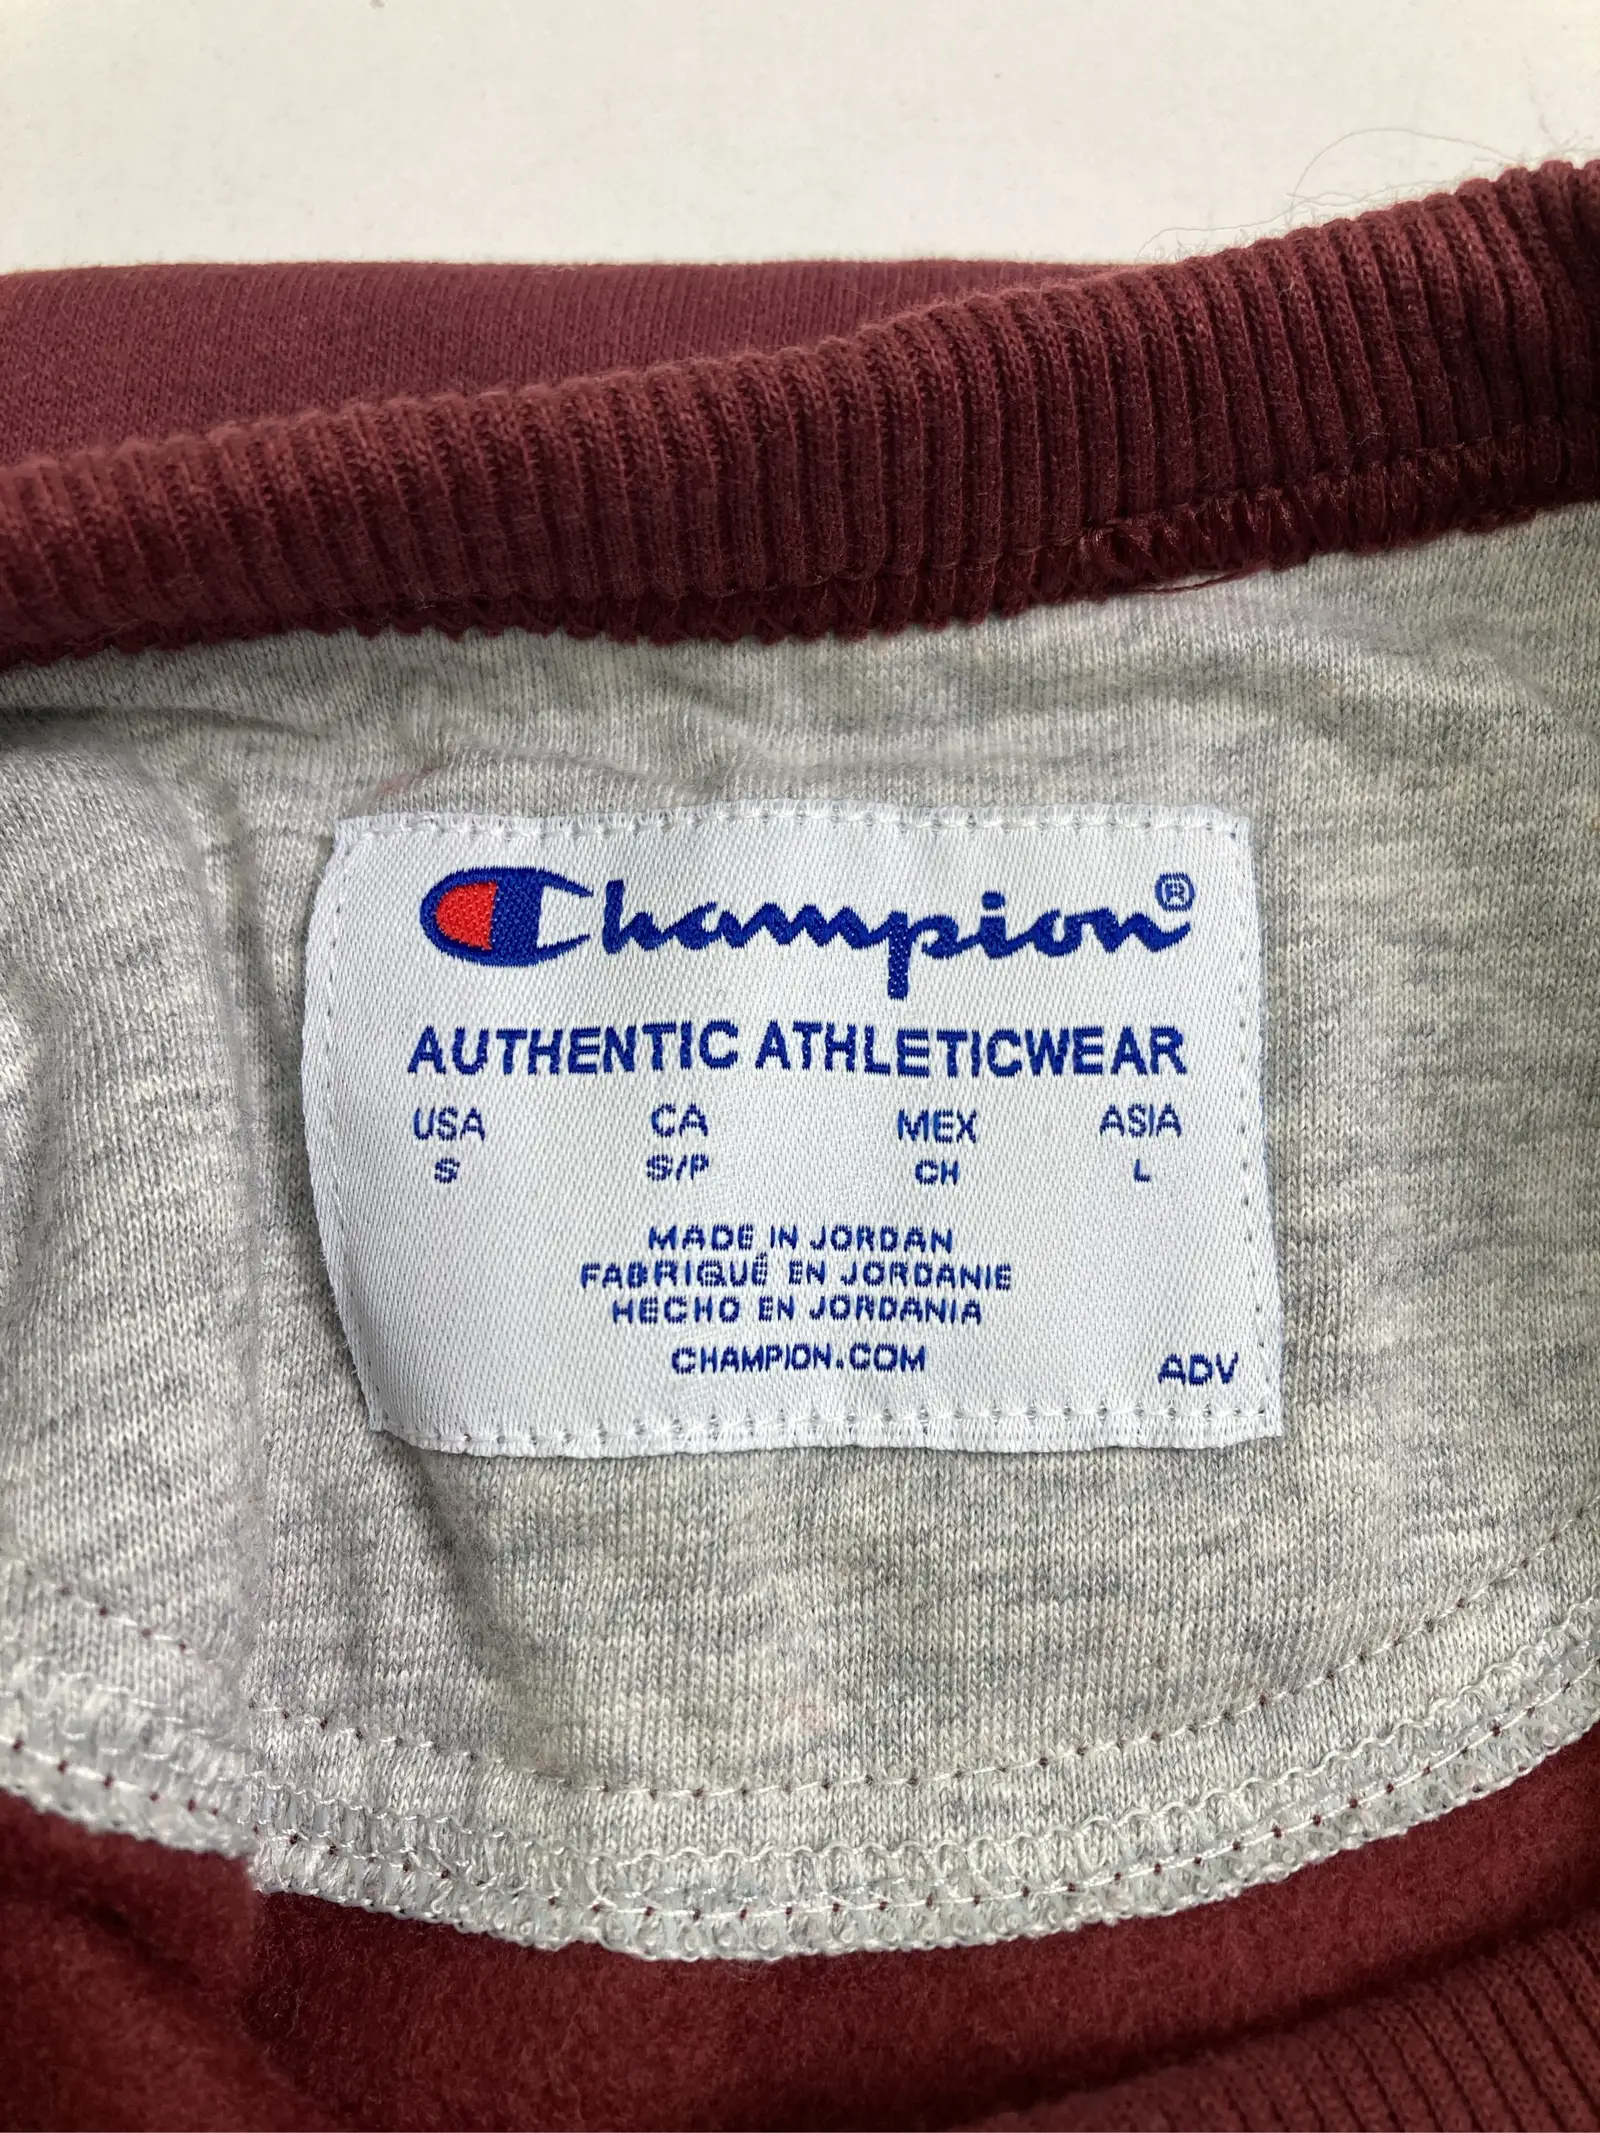 Champion®
AUTHENTIC ATHLETICWEAR
USA CA MEX ASIA
S S/P CH L
MADE IN JORDAN
FABRIQUÉ EN JORDANIE
HECHO EN JORDANIA
CHAMPION.COM
ADV